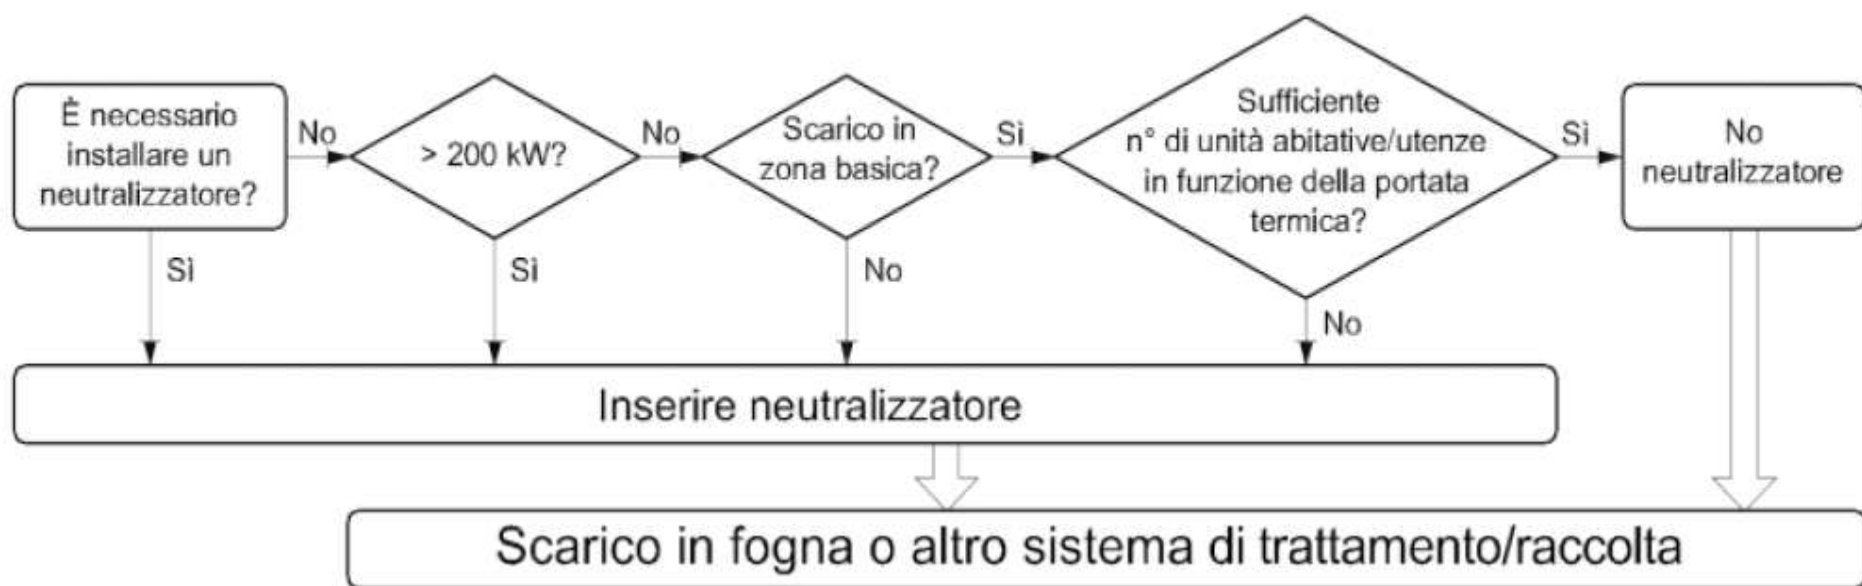 È necessario
installare un
neutralizzatore?
No
Sì
> 200 kW?
No
Sì
Scarico in
zona basica?
Sì
No
Sufficiente
n° di unità abitative/utenze
in funzione della portata
termica?
Sì
No
No
neutralizzatore
Inserire neutralizzatore
Scarico in fogna o altro sistema di trattamento/raccolta